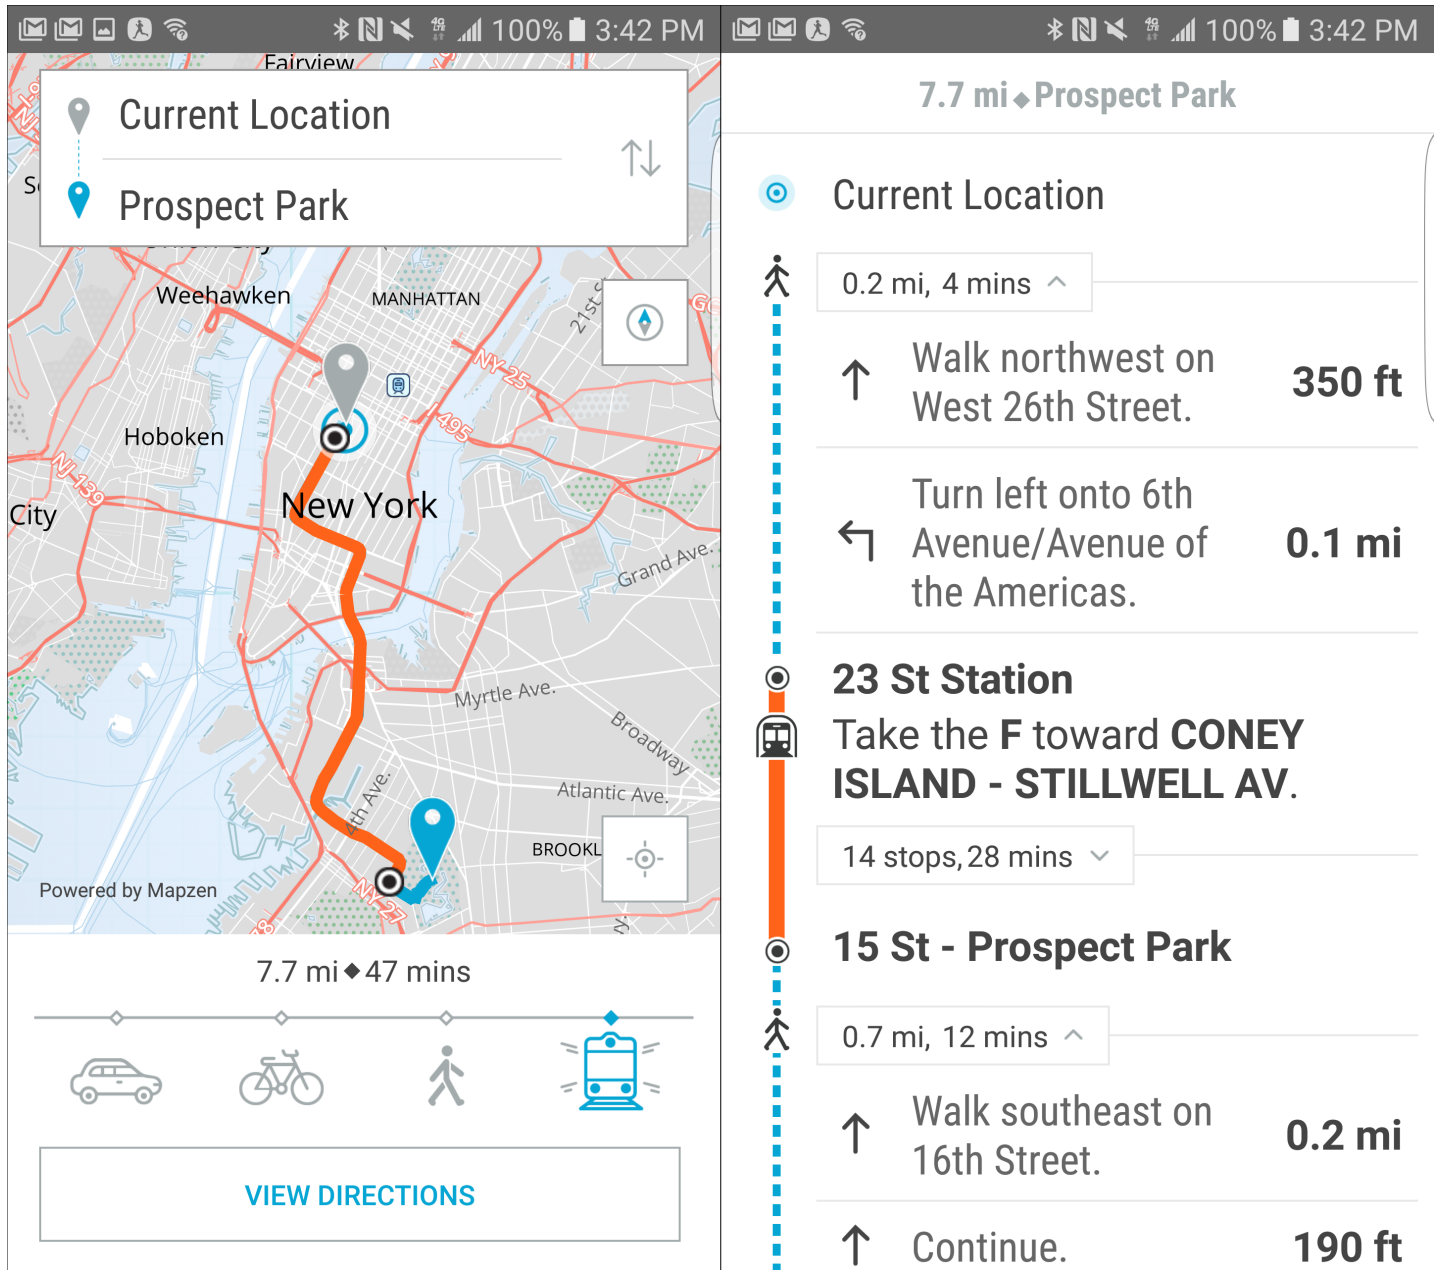 100% 3:42 PM
Fairview
Current Location
Prospect Park
Weehawken
MANHATTAN
21st S
NY 25
495
Hoboken
NJ 139
New York
City
Grand Ave.
Myrtle Ave.
Broadway
4th Ave.
Atlantic Ave.
BROOKL
Powered by Mapzen
NY 27
7.7 mi◆47 mins
VIEW DIRECTIONS
100% 3:42 PM
7.7 mi◆Prospect Park
Current Location
0.2 mi, 4 mins
Walk northwest on
West 26th Street.
350 ft
Turn left onto 6th
Avenue/Avenue of
the Americas.
0.1 mi
23 St Station
Take the F toward CONEY
ISLAND - STILLWELL AV.
14 stops, 28 mins
15 St - Prospect Park
0.7 mi, 12 mins
Walk southeast on
16th Street.
0.2 mi
Continue.
190 ft